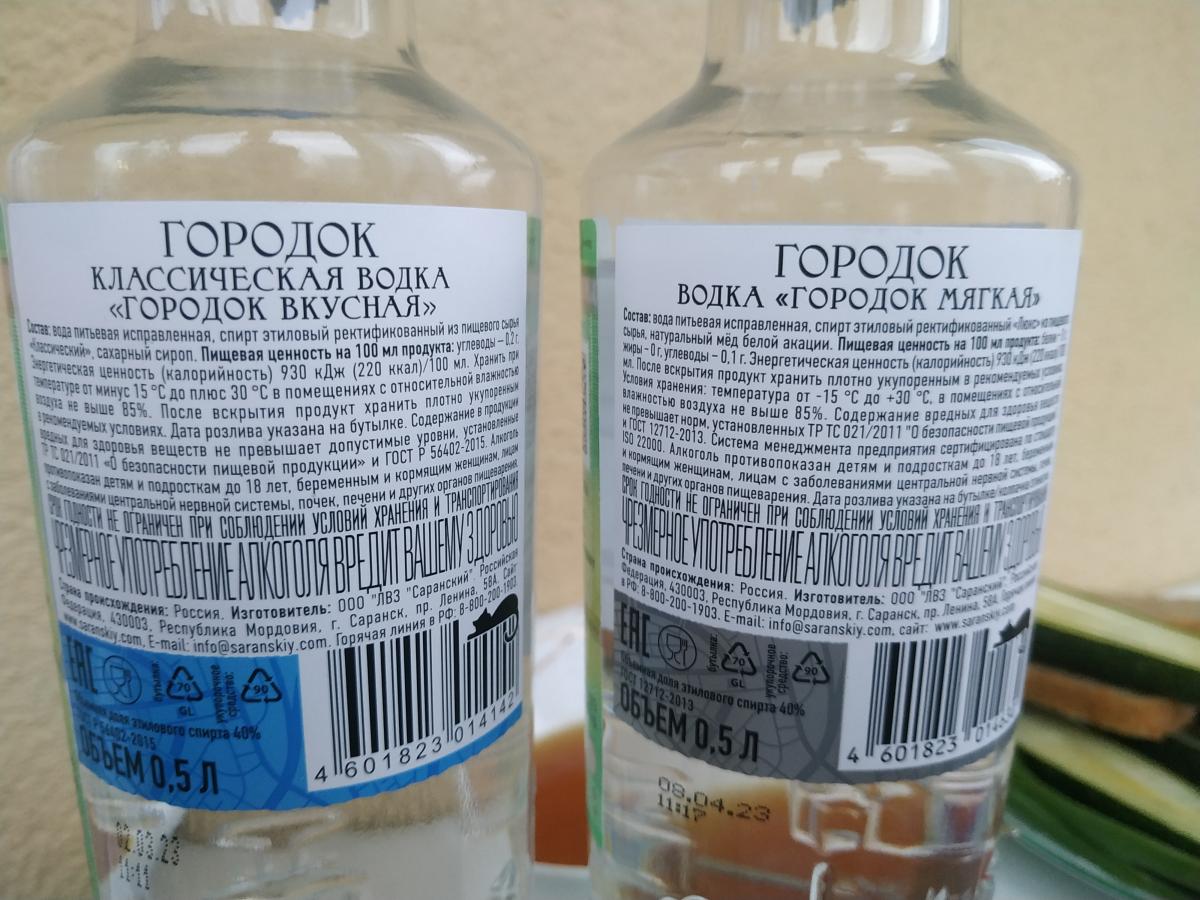 ГОРОДОК
КЛАССИЧЕСКАЯ ВОДКА
«ГОРОДОК ВКУСНАЯ»
Состав: вода питьевая исправленная, спирт этиловый ректификованный из пищевого сырья
«Классический», сахарный сироп. Пищевая ценность на 100 мл продукта: углеводы – 0,2 г.
Энергетическая ценность (калорийность) 930 кДж (220 ккал)/100 мл. Хранить при
температуре от минус 15 °С до плюс 30 °С в помещениях с относительной влажностью
воздуха не выше 85%. После вскрытия продукт хранить плотно укупоренным
в рекомендуемых условиях. Дата розлива указана на бутылке. Содержание в продукции
вредных для здоровья веществ не превышает допустимые уровни, установленные
ТР ТС 021/2011 «О безопасности пищевой продукции» и ГОСТ Р 56402-2015. Алкоголь
противопоказан детям и подросткам до 18 лет, беременным и кормящим женщинам, лицам
с заболеваниями центральной нервной системы, почек, печени и других органов пищеварения.
СРОК ГОДНОСТИ НЕ ОГРАНИЧЕН ПРИ СОБЛЮДЕНИИ УСЛОВИЙ ХРАНЕНИЯ И ТРАНСПОРТИРОВАНИЯ
ЧРЕЗМЕРНОЕ УПОТРЕБЛЕНИЕ АЛКОГОЛЯ ВРЕДИТ ВАШЕМУ ЗДОРОВЬЮ
Страна происхождения: Россия. Изготовитель: ООО "ЛВЗ "Саранский". Российская
Федерация, 430003, Республика Мордовия, г. Саранск, пр. Ленина, 58А. Сайт
www.saranskiy.com, E-mail: info@saranskiy.com. Горячая линия в РФ: 8-800-200-1903.
EAC
бутылка:
70
GL
укупорочное
средство:
90
Объемная доля этилового спирта 40%
ГОСТ Р 56402-2015
ОБЪЕМ 0,5 Л
4 601823 014142
02.03.23
11:11
ГОРОДОК
ВОДКА «ГОРОДОК МЯГКАЯ»
Состав: вода питьевая исправленная, спирт этиловый ректификованный «Люкс» из пищевого
сырья, натуральный мёд белой акации. Пищевая ценность на 100 мл продукта: белки
жиры – 0 г, углеводы – 0,1 г. Энергетическая ценность (калорийность) 930 кДж (220 ккал)/100
мл. После вскрытия продукт хранить плотно укупоренным в рекомендуемых условиях.
Условия хранения: температура от -15 °С до +30 °С, в помещениях с относительной
влажностью воздуха не выше 85%. Содержание вредных для здоровья веществ
не превышает норм, установленных ТР ТС 021/2011 "О безопасности пищевой продукции"
и ГОСТ 12712-2013. Система менеджмента предприятия сертифицирована по стандарту
ISO 22000. Алкоголь противопоказан детям и подросткам до 18 лет, беременным
и кормящим женщинам, лицам с заболеваниями центральной нервной системы, почек,
печени и других органов пищеварения. Дата розлива указана на бутылке/колпачке
СРОК ГОДНОСТИ НЕ ОГРАНИЧЕН ПРИ СОБЛЮДЕНИИ УСЛОВИЙ ХРАНЕНИЯ И ТРАНСПОРТИРОВАНИЯ
ЧРЕЗМЕРНОЕ УПОТРЕБЛЕНИЕ АЛКОГОЛЯ ВРЕДИТ ВАШЕМУ ЗДОРОВЬЮ
Страна происхождения: Россия. Изготовитель: ООО "ЛВЗ "Саранский", Российская
Федерация, 430003, Республика Мордовия, г. Саранск, пр. Ленина, 58А, Горячая линия
в РФ: 8-800-200-1903. E-mail: info@saranskiy.com, сайт: www.saranskiy.com
EAC
бутылка:
70
GL
укупорочное
средство:
90
Объемная доля этилового спирта 40%
ГОСТ 12712-2013
ОБЪЕМ 0,5 Л
4 601823
08.04.23
11:17